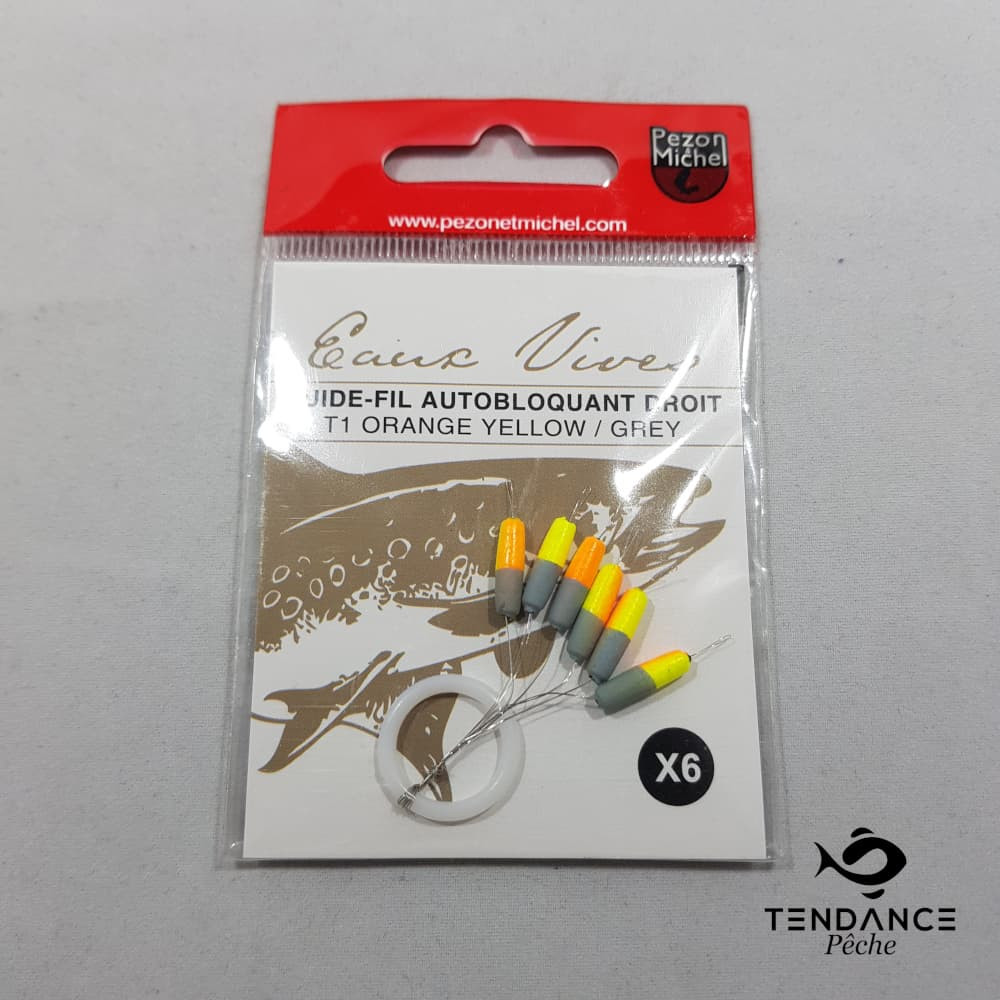 Pezon
& Michel
www.pezonetmichel.com
Eaux Vives
UIDE-FIL AUTOBLOQUANT DROIT
T1 ORANGE YELLOW / GREY
X6
TENDANCE
Pêche